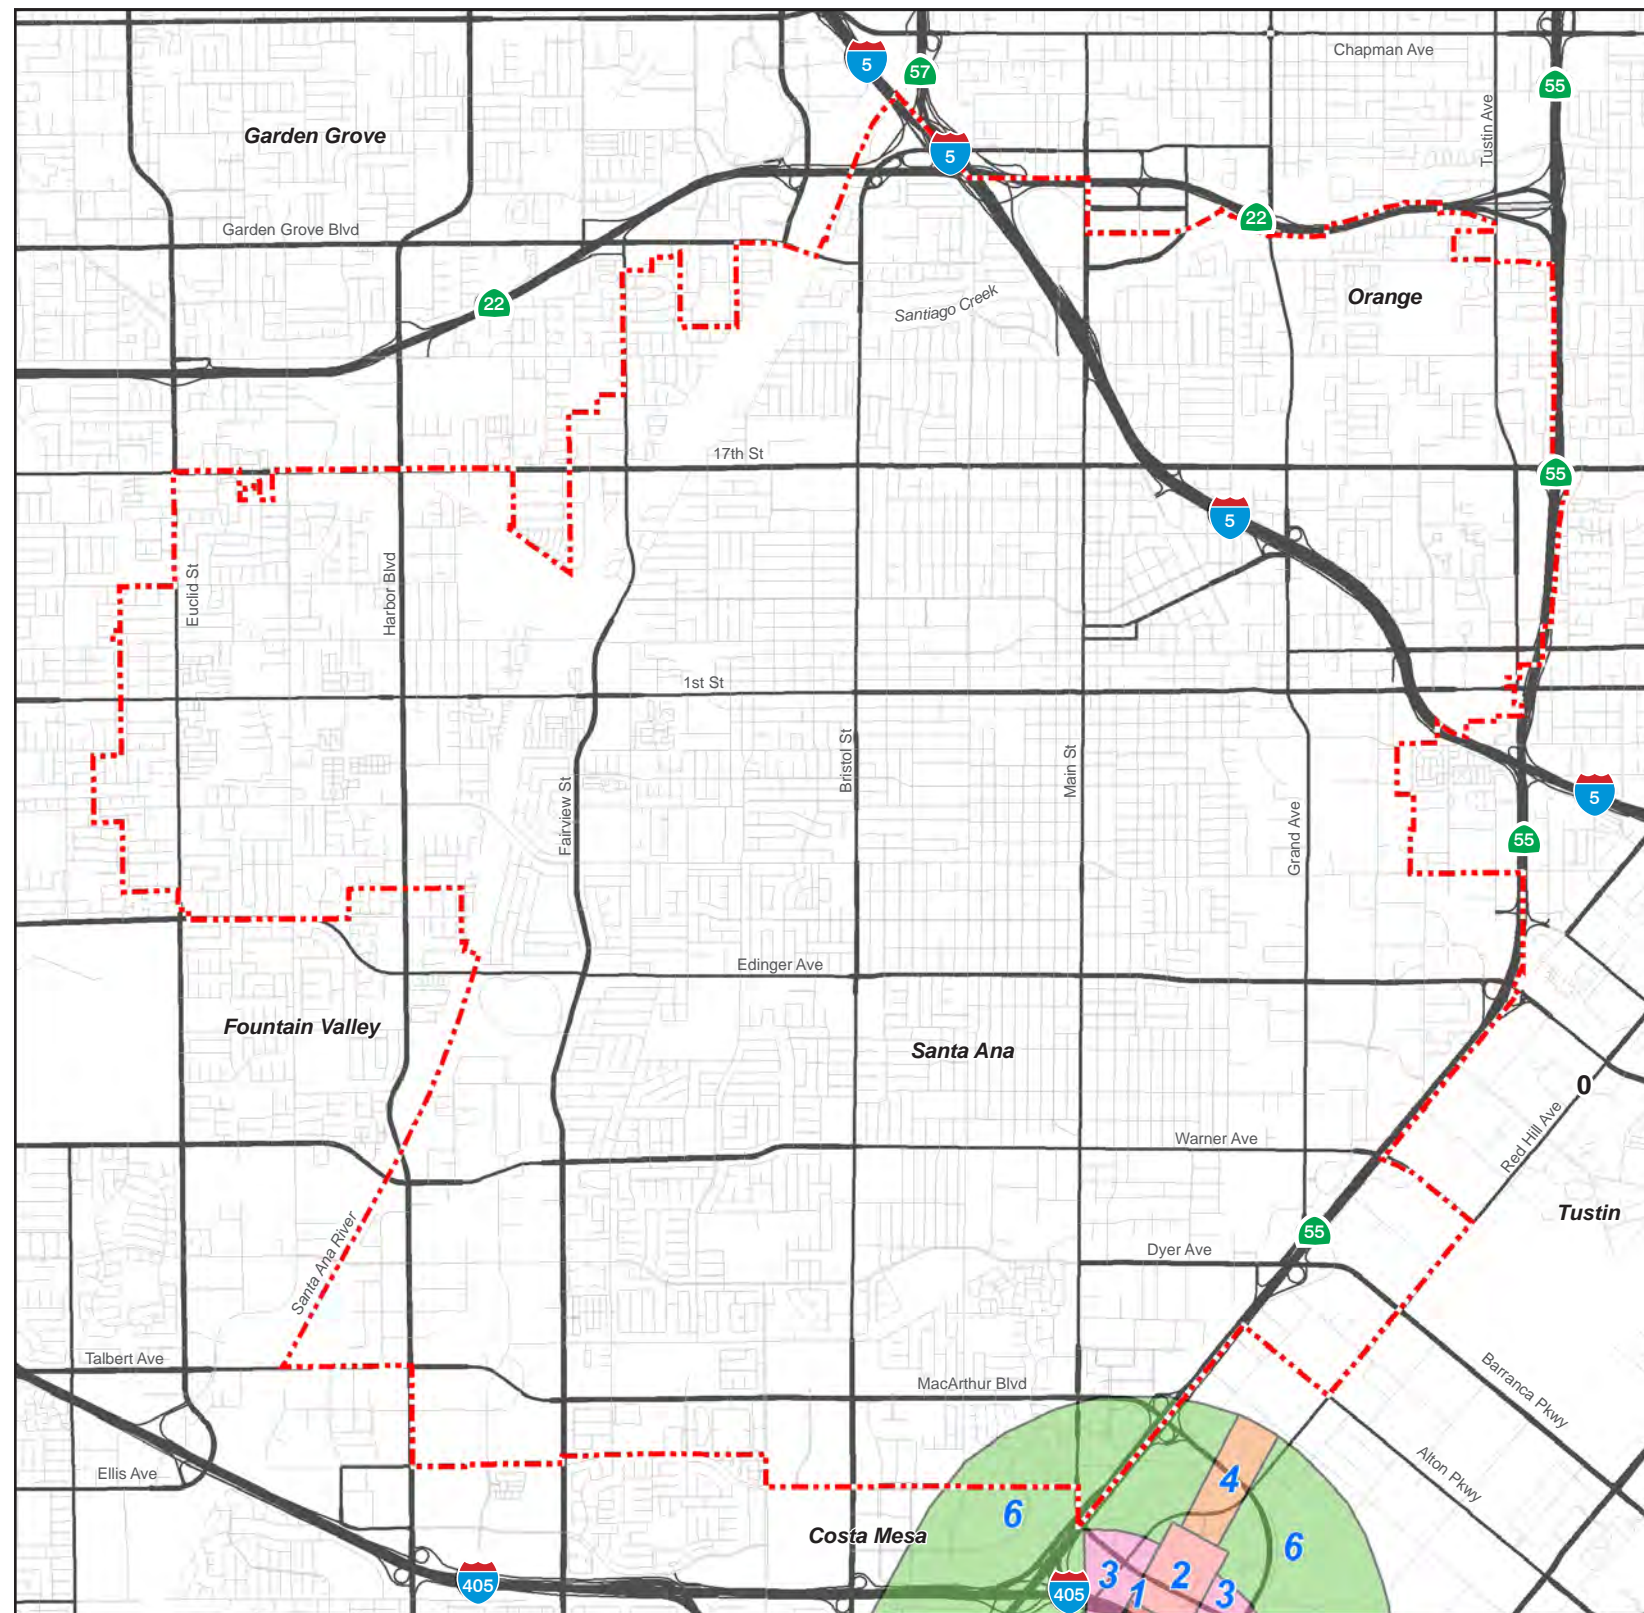 Chapman Ave
5
57
55
Garden Grove
Tustin Ave
5
22
Garden Grove Blvd
22
Santiago Creek
Orange
17th St
55
5
Euclid St
Harbor Blvd
1st St
Bristol St
Main St
Fairview St
Grand Ave
5
55
Edinger Ave
Fountain Valley
Santa Ana
0
Red Hill Ave
Warner Ave
Tustin
Santa Ana River
55
Dyer Ave
Talbert Ave
MacArthur Blvd
Barranca Pkwy
Alton Pkwy
Ellis Ave
4
6
Costa Mesa
6
405
405
3
1
2
3